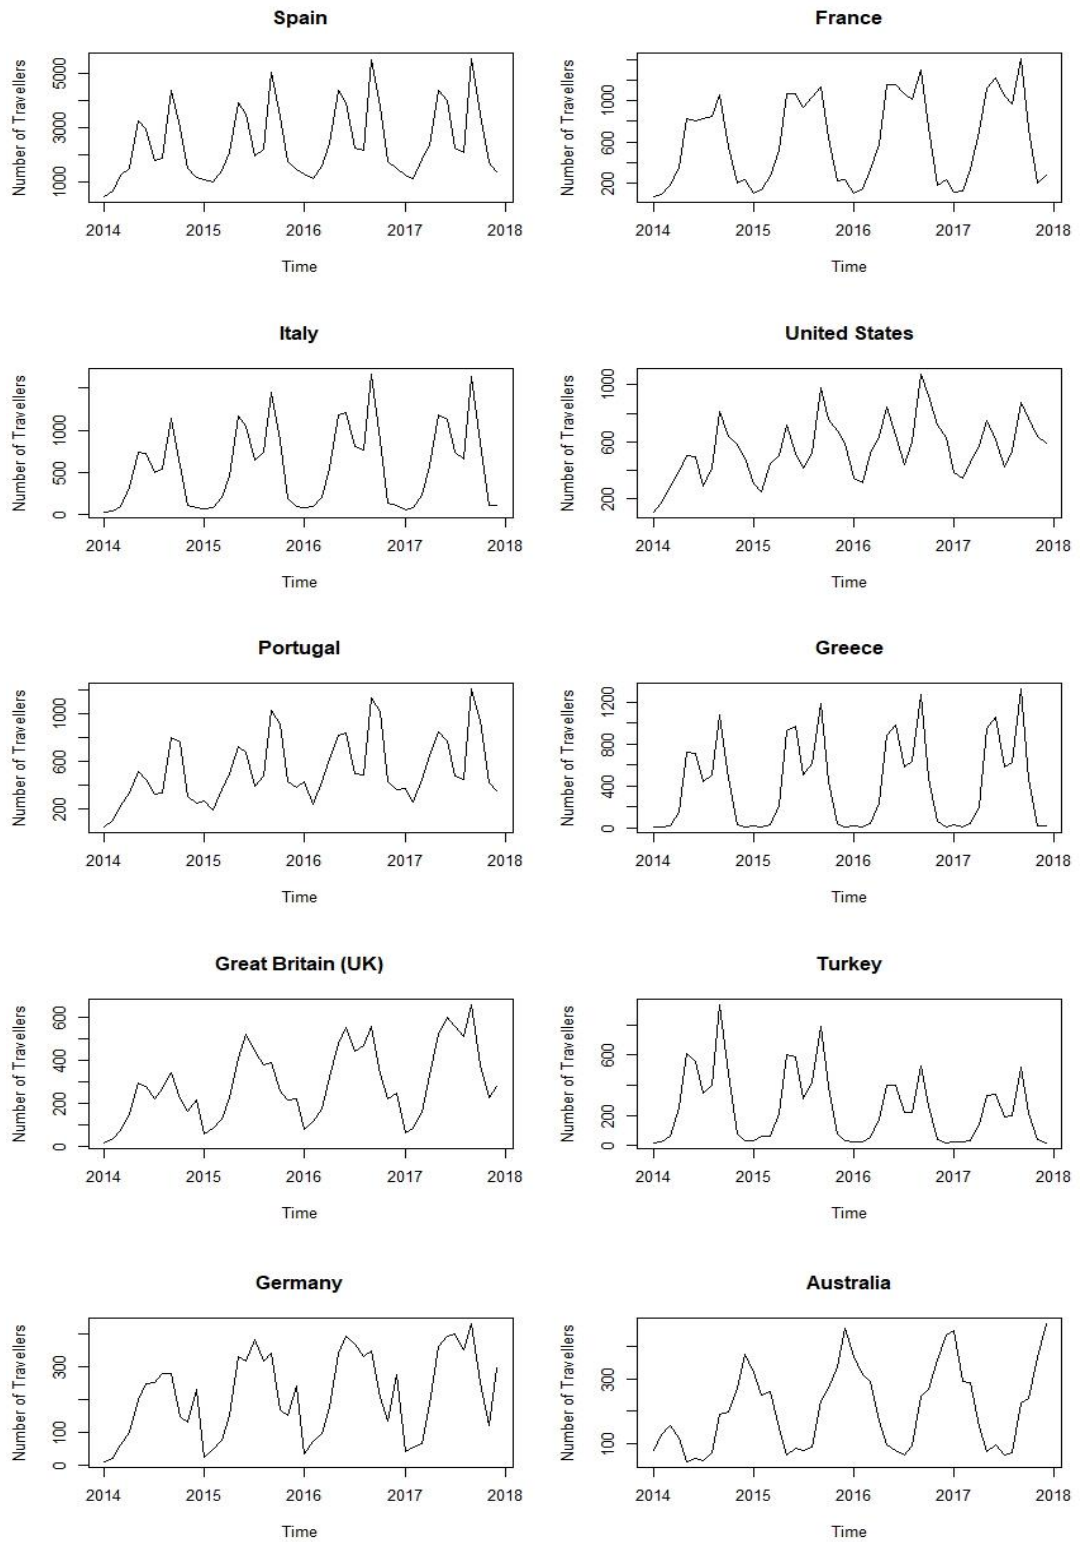 Spain
Number of Travellers
5000
3000
1000
2014 2015 2016 2017 2018
Time
France
Number of Travellers
1000
600
200
2014 2015 2016 2017 2018
Time
Italy
Number of Travellers
1000
500
0
2014 2015 2016 2017 2018
Time
United States
Number of Travellers
1000
600
200
2014 2015 2016 2017 2018
Time
Portugal
Number of Travellers
1000
600
200
2014 2015 2016 2017 2018
Time
Greece
Number of Travellers
1200
800
400
0
2014 2015 2016 2017 2018
Time
Great Britain (UK)
Number of Travellers
600
400
200
0
2014 2015 2016 2017 2018
Time
Turkey
Number of Travellers
600
200
0
2014 2015 2016 2017 2018
Time
Germany
Number of Travellers
300
100
0
2014 2015 2016 2017 2018
Time
Australia
Number of Travellers
300
100
2014 2015 2016 2017 2018
Time